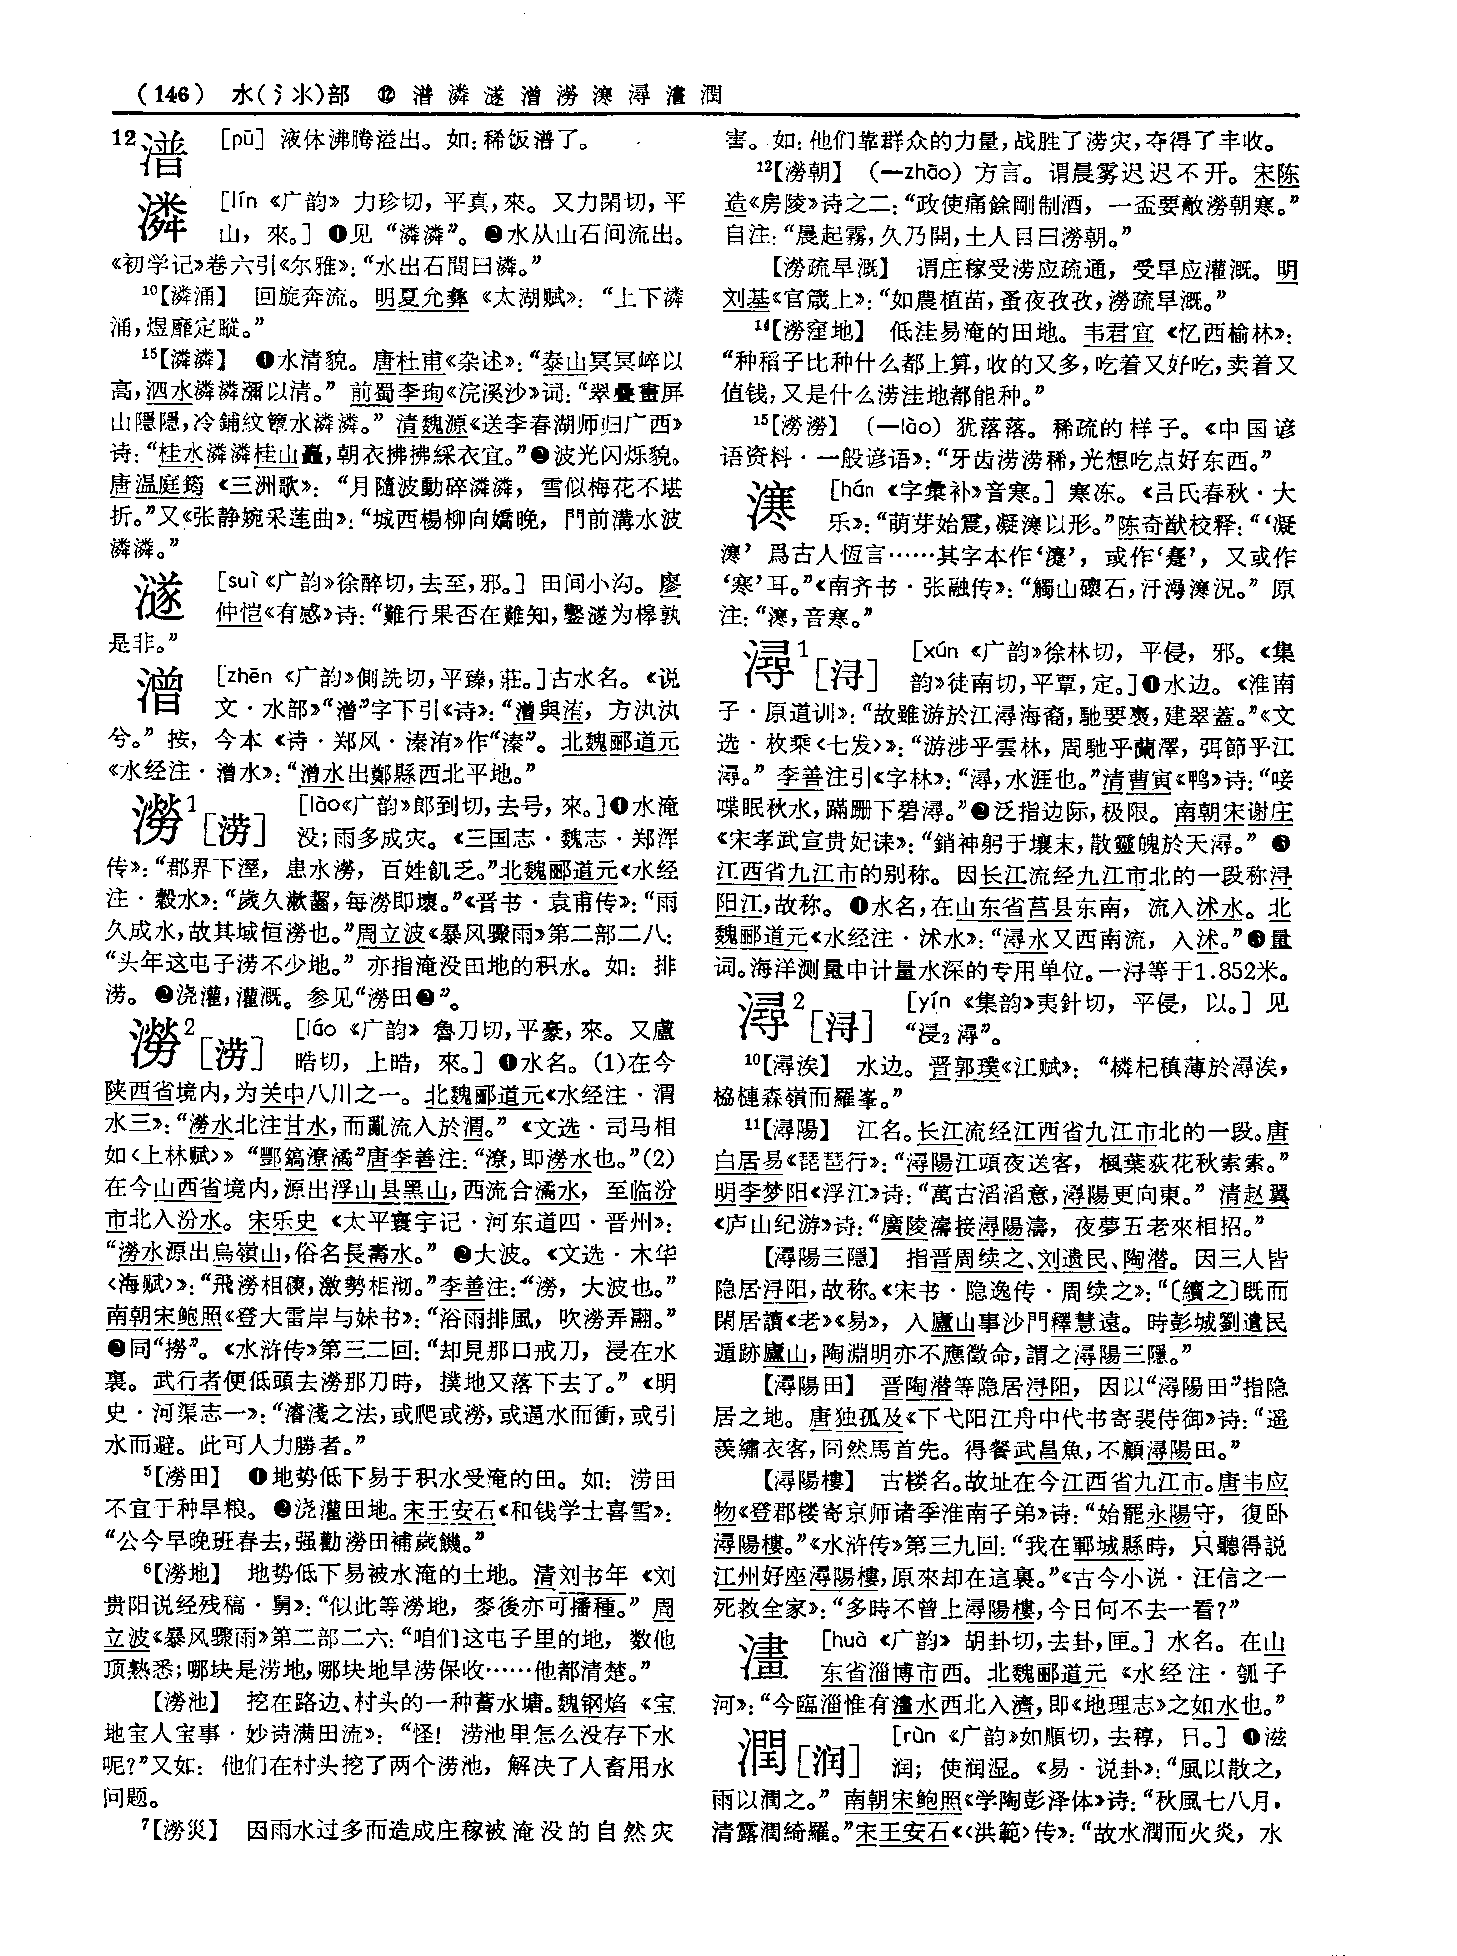 （146） 水（氵氺）部 ⓬ 潽潾澻潧澇㵎潯澅潤
12潽 ［pū］ 液体沸腾溢出。如：稀饭潽了。
潾 ［lín 《广韵》 力珍切，平真，來。又力閑切，平
山，來。］ ❶见“潾潾”。❷水从山石间流出。
《初学记》卷六引《尔雅》：“水出石間曰潾。”
10【潾涌】 回旋奔流。明夏允彝《太湖赋》：“上下潾
涌，煜靡定蹤。”
15【潾潾】 ❶水清貌。唐杜甫《杂述》：“泰山冥冥崪以
高，泗水潾潾瀰以清。” 前蜀李珣《浣溪沙》词：“翠疊畫屏
山隱隱，冷鋪紋簟水潾潾。” 清魏源《送李春湖师归广西》
诗：“桂水潾潾桂山矗，朝衣拂拂綵衣宜。”❷波光闪烁貌。
唐温庭筠《三洲歌》：“月隨波動碎潾潾，雪似梅花不堪
折。”又《张静婉采莲曲》：“城西楊柳向嬌晚，門前溝水波
潾潾。”
澻 ［suì《广韵》徐醉切，去至，邪。］ 田间小沟。廖
仲恺《有感》诗：“難行果否在難知，鑿澻为樑孰
是非。”
潧 ［zhēn《广韵》側詵切，平臻，莊。］古水名。《说
文·水部》“潧”字下引《诗》：“潧與洧，方汍汍
兮。”按，今本《诗·郑风·溱洧》作“溱”。北魏郦道元
《水经注·潧水》：“潧水出鄭縣西北平地。”
澇1［涝］ ［lào《广韵》郎到切，去号，來。］❶水淹
没；雨多成灾。《三国志·魏志·郑浑
传》：“郡界下溼，患水澇，百姓飢乏。”北魏郦道元《水经
注·穀水》：“歲久漱齧，每澇即壞。”《晋书·袁甫传》：“雨
久成水，故其域恒澇也。”周立波《暴风骤雨》第二部二八：
“头年这屯子涝不少地。” 亦指淹没田地的积水。如：排
涝。❷浇灌，灌溉。参见“澇田❷”。
澇2［涝］ ［láo《广韵》魯刀切，平豪，來。又盧
晧切，上晧，來。］ ❶水名。（1）在今
陕西省境内，为关中八川之一。北魏郦道元《水经注·渭
水三》：“澇水北注甘水，而亂流入於渭。”《文选·司马相
如〈上林赋〉》“酆鎬潦潏”唐李善注：“潦，即澇水也。”（2）
在今山西省境内，源出浮山县黑山，西流合潏水，至临汾
市北入汾水。宋乐史《太平寰宇记·河东道四·晋州》：
“澇水源出烏嶺山，俗名長壽水。” ❷大波。《文选·木华
〈海赋〉》：“飛澇相磢，激勢相沏。”李善注：“澇，大波也。”
南朝宋鲍照《登大雷岸与妹书》：“浴雨排風，吹澇弄翮。”
❸同“撈”。《水浒传》第三二回：“却見那口戒刀，浸在水
裏。武行者便低頭去澇那刀時，撲地又落下去了。”《明
史·河渠志一》：“濬淺之法，或爬或澇，或逼水而衝，或引
水而避。此可人力勝者。”
5【澇田】 ❶地势低下易于积水受淹的田。如：涝田
不宜于种旱粮。❷浇灌田地。宋王安石《和钱学士喜雪》：
“公今早晚班春去，强勸澇田補歲饑。”
6【澇地】 地势低下易被水淹的土地。清刘书年《刘
贵阳说经残稿·舅》：“似此等澇地，麥後亦可播種。”周
立波《暴风骤雨》第二部二六：“咱们这屯子里的地，数他
顶熟悉；哪块是涝地，哪块地旱涝保收……他都清楚。”
【澇池】 挖在路边、村头的一种蓄水塘。魏钢焰《宝
地宝人宝事·妙诗满田流》：“怪！涝池里怎么没存下水
呢？”又如：他们在村头挖了两个涝池，解决了人畜用水
问题。
7【澇災】 因雨水过多而造成庄稼被淹没的自然灾
害。如：他们靠群众的力量，战胜了涝灾，夺得了丰收。
12【澇朝】 （—zhāo）方言。谓晨雾迟迟不开。宋陈
造《房陵》诗之二：“政使痛餘剛制酒，一盃要敵澇朝寒。”
自注：“晨起霧，久乃開，土人目曰澇朝。”
【澇疏旱溉】 谓庄稼受涝应疏通，受旱应灌溉。明
刘基《官箴上》：“如農植苗，蚤夜孜孜，澇疏旱溉。”
14【澇窪地】 低洼易淹的田地。韦君宜《忆西榆林》：
“种稻子比种什么都上算，收的又多，吃着又好吃，卖着又
值钱，又是什么涝洼地都能种。”
15【澇澇】 （—lào）犹落落。稀疏的样子。《中国谚
语资料·一般谚语》：“牙齿涝涝稀，光想吃点好东西。”
［hán《字彙补》音寒。］寒冻。《吕氏春秋·大
乐》：“萌芽始震，凝㵎以形。”陈奇猷校释：“‘凝
’爲古人恆言……其字本作‘’，或作‘’，又或作
‘寒’耳。”《南齐书·张融传》：“觸山磓石，汙㵎況。” 原
注：“，音寒。”
潯1［浔］ ［xún《广韵》徐林切，平侵，邪。《集
韵》徒南切，平覃，定。］❶水边。《淮南
子·原道训》：“故雖游於江潯海裔，馳要褭，建翠蓋。”《文
选·枚乘〈七发〉》：“游涉乎雲林，周馳乎蘭澤，弭節乎江
潯。” 李善注引《字林》：“潯，水涯也。”清曹寅《鸭》诗：“唼
喋眠秋水，蹒跚下碧潯。”❷泛指边际，极限。南朝宋谢庄
《宋孝武宣贵妃诔》：“銷神躬于壤末，散靈魄於天潯。” ❸
江西省九江市的别称。因长江流经九江市北的一段称浔
阳江，故称。❹水名，在山东省莒县东南，流入沭水。北
魏郦道元《水经注·沭水》：“潯水又西南流，入沭。”❺量
词。海洋测量中计量水深的专用单位。一浔等于1.852米。
潯2［浔］ ［yín《集韵》夷針切，平侵，以。］见
“浸2潯”。
10【潯涘】 水边。晋郭璞《江赋》：“橉杞稹薄於潯涘，
栛槤森嶺而羅峯。”
11【潯陽】 江名。长江流经江西省九江市北的一段。唐
白居易《琵琶行》：“潯陽江頭夜送客，楓葉荻花秋索索。”
明李梦阳《浮江》诗：“萬古滔滔意，潯陽更向東。” 清赵翼
《庐山纪游》诗：“廣陵濤接潯陽濤，夜夢五老來相招。”
【潯陽三隱】 指晋周续之、刘遗民、陶潜。因三人皆
隐居浔阳，故称。《宋书·隐逸传·周续之》：“〔續之〕既而
閑居讀《老》《易》，入廬山事沙門釋慧遠。時彭城劉遺民
遁跡廬山，陶淵明亦不應徵命，謂之潯陽三隱。”
【潯陽田】 晋陶潜等隐居浔阳，因以“潯陽田”指隐
居之地。唐独孤及《下弋阳江舟中代书寄裴侍御》诗：“遥
羨繡衣客，冏然馬首先。得餐武昌魚，不顧潯陽田。”
【潯陽樓】 古楼名。故址在今江西省九江市。唐韦应
物《登郡楼寄京师诸季淮南子弟》诗：“始罷永陽守，復卧
潯陽樓。”《水浒传》第三九回：“我在鄆城縣時，只聽得説
江州好座潯陽樓，原來却在這裏。”《古今小说·汪信之一
死救全家》：“多時不曾上潯陽樓，今日何不去一看？”
澅 ［huà《广韵》胡卦切，去卦，匣。］水名。在山
东省淄博市西。北魏郦道元《水经注·瓠子
河》：“今臨淄惟有澅水西北入濟，即《地理志》之如水也。”
潤［润］ ［rùn《广韵》如順切，去稕，日。］❶滋
润；使润湿。《易·说卦》：“風以散之，
雨以潤之。” 南朝宋鲍照《学陶彭泽体》诗：“秋風七八月，
清露潤綺羅。”宋王安石《〈洪範〉传》：“故水潤而火炎，水